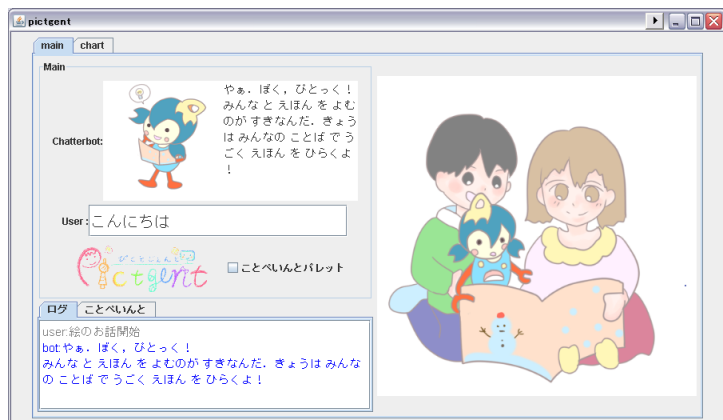 pictgent
main chart
Main
Chatterbot:
やぁ．ぼく，ぴとっく！
みんな と えほん を よむ
のが すきなんだ．きょう
は みんなの ことば で う
ごく えほん を ひらくよ
！
User:
こんにちは
ぴくとじぇんと
Pictgent
ことぺいんとパレット
ログ ことぺいんと
user:絵のお話開始
bot:やぁ．ぼく，ぴとっく！
みんな と えほん を よむのが すきなんだ．きょうは みんな
の ことば で うごく えほん を ひらくよ！